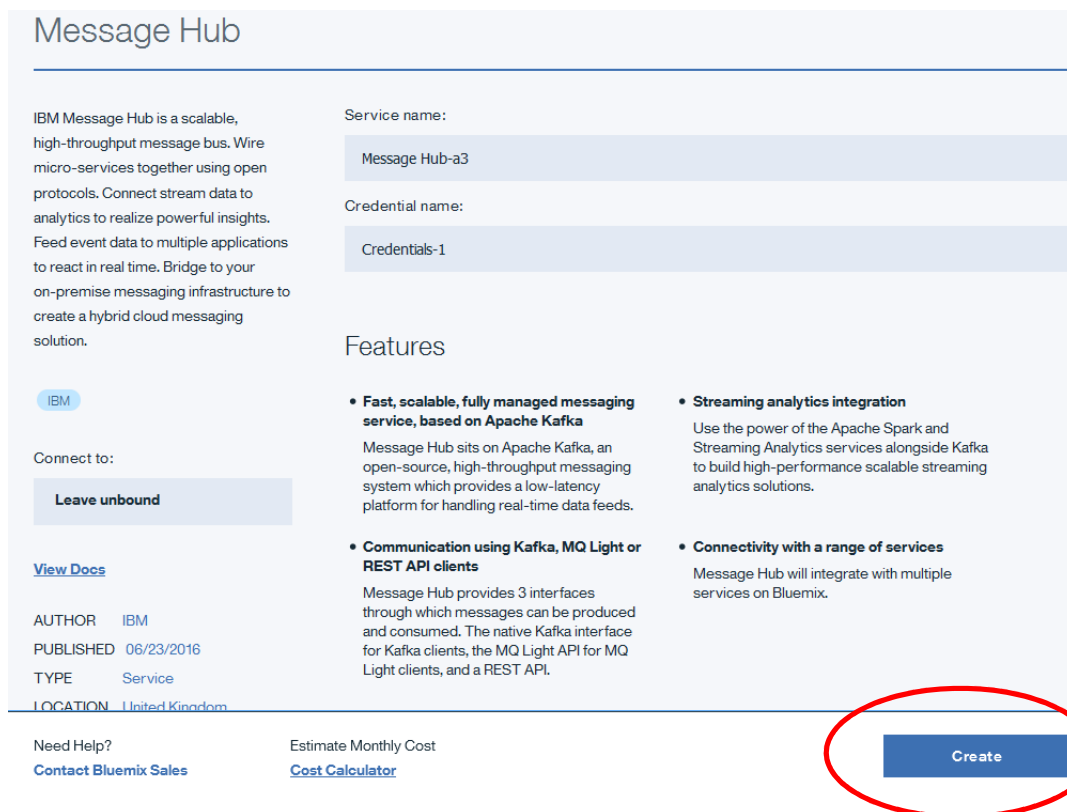 Message Hub
IBM Message Hub is a scalable,
high-throughput message bus. Wire
micro-services together using open
protocols. Connect stream data to
analytics to realize powerful insights.
Feed event data to multiple applications
to react in real time. Bridge to your
on-premise messaging infrastructure to
create a hybrid cloud messaging
solution.
IBM
Connect to:
Leave unbound
View Docs
AUTHOR IBM
PUBLISHED 06/23/2016
TYPE Service
LOCATION United Kingdom
Service name:
Message Hub-a3
Credential name:
Credentials-1
Features
• Fast, scalable, fully managed messaging
service, based on Apache Kafka
Message Hub sits on Apache Kafka, an
open-source, high-throughput messaging
system which provides a low-latency
platform for handling real-time data feeds.
• Streaming analytics integration
Use the power of the Apache Spark and
Streaming Analytics services alongside Kafka
to build high-performance scalable streaming
analytics solutions.
• Communication using Kafka, MQ Light or
REST API clients
Message Hub provides 3 interfaces
through which messages can be produced
and consumed. The native Kafka interface
for Kafka clients, the MQ Light API for MQ
Light clients, and a REST API.
• Connectivity with a range of services
Message Hub will integrate with multiple
services on Bluemix.
Need Help?
Contact Bluemix Sales
Estimate Monthly Cost
Cost Calculator
Create